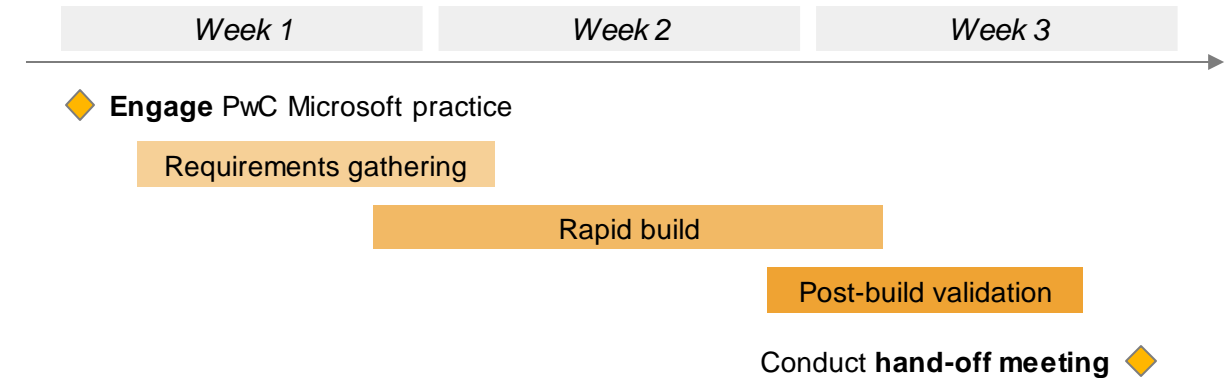 Week 1
Week 2
Week 3
Engage PwC Microsoft practice
Requirements gathering
Rapid build
Post-build validation
Conduct hand-off meeting